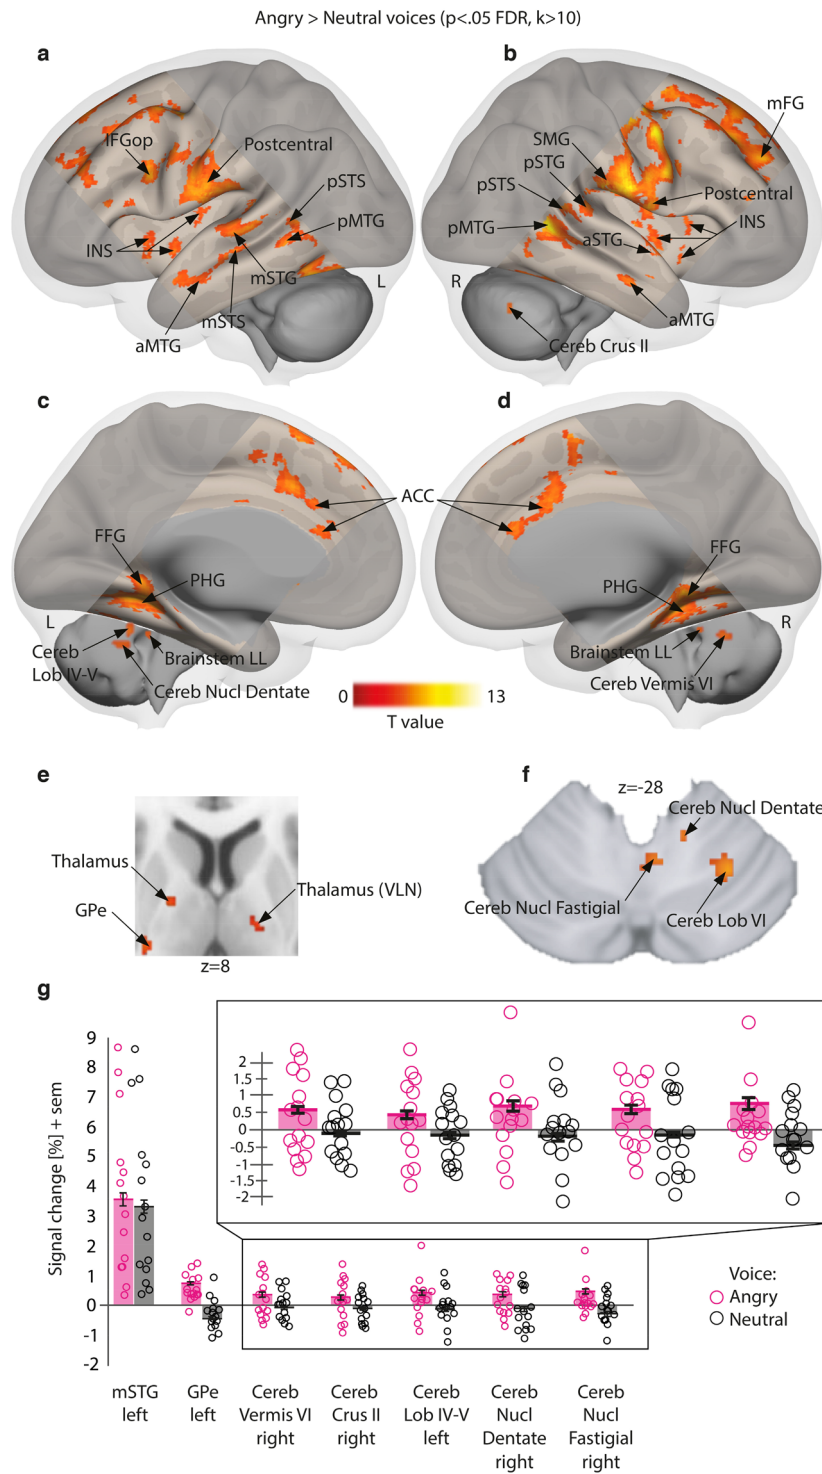 Angry > Neutral voices (p<.05 FDR, k>10)
a
b
IFGop
Postcentral
pSTS
pMTG
INS
mSTG
mSTS
aMTG
L
mFG
SMG
pSTG
pSTS
Postcentral
pMTG
aSTG
INS
R
aMTG
Cereb Crus II
c
d
ACC
FFG
PHG
L
Cereb
Lob IV-V
Brainstem LL
Cereb Nucl Dentate
FFG
PHG
R
Brainstem LL
Cereb Vermis VI
0
13
T value
e
f
Thalamus
GPe
Thalamus (VLN)
z=8
z=-28
Cereb Nucl Dentate
Cereb Nucl Fastigial
Cereb Lob VI
g
Signal change [%] + sem
9
8
7
6
5
4
3
2
1
0
-1
-2
2
1.5
1
0.5
0
-0.5
-1
-1.5
-2
Voice:
Angry
Neutral
mSTG
left
GPe
left
Cereb
Vermis VI
right
Cereb
Crus II
right
Cereb
Lob IV-V
left
Cereb
Nucl
Dentate
right
Cereb
Nucl
Fastigial
right